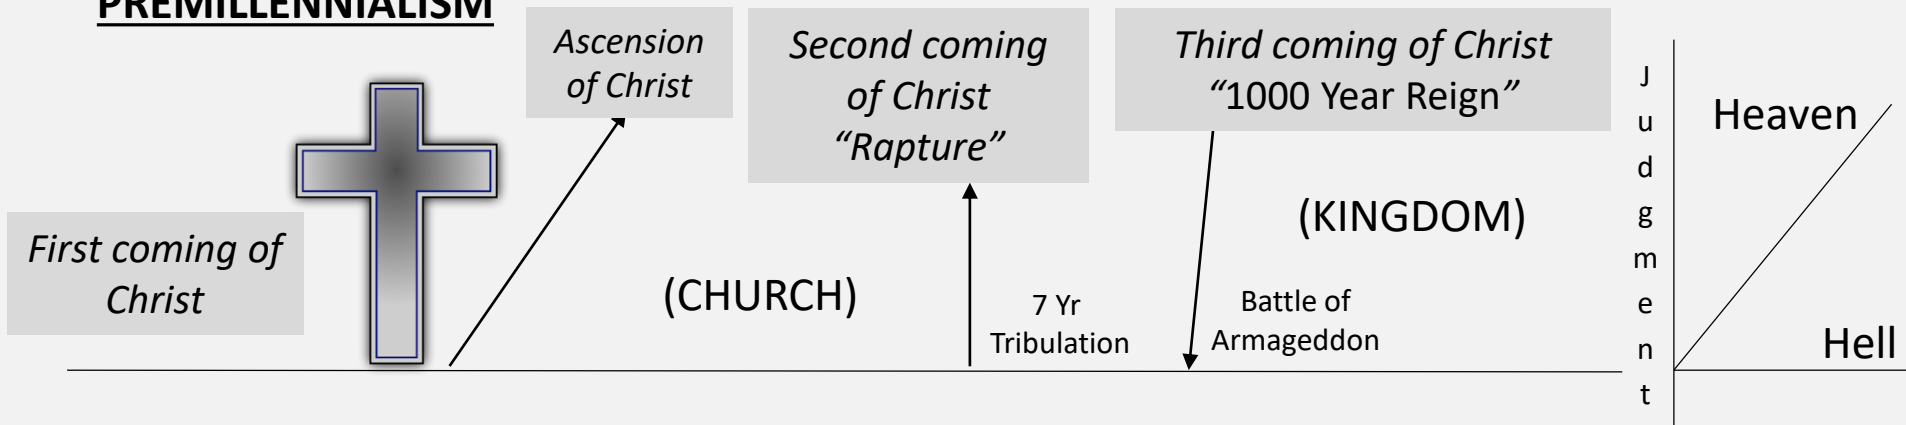 PREMILLENNIALISM
First coming of
Christ
Ascension
of Christ
(CHURCH)
Second coming
of Christ
“Rapture”
7 Yr
Tribulation
Third coming of Christ
“1000 Year Reign”
(KINGDOM)
Battle of
Armageddon
J
u
d
g
m
e
n
t
Heaven
Hell